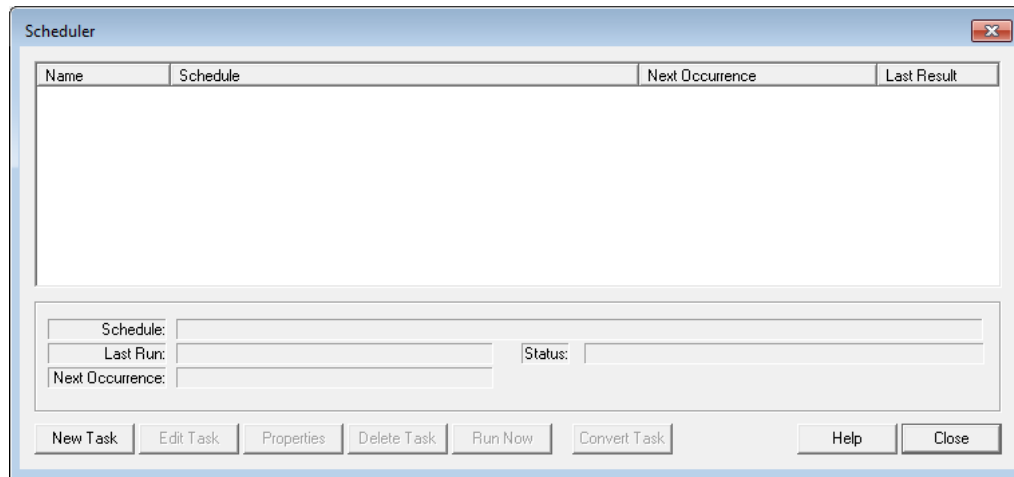 Scheduler
Name Schedule Next Occurrence Last Result
Schedule:
Last Run: Status:
Next Occurrence:
New Task Edit Task Properties Delete Task Run Now Convert Task Help Close